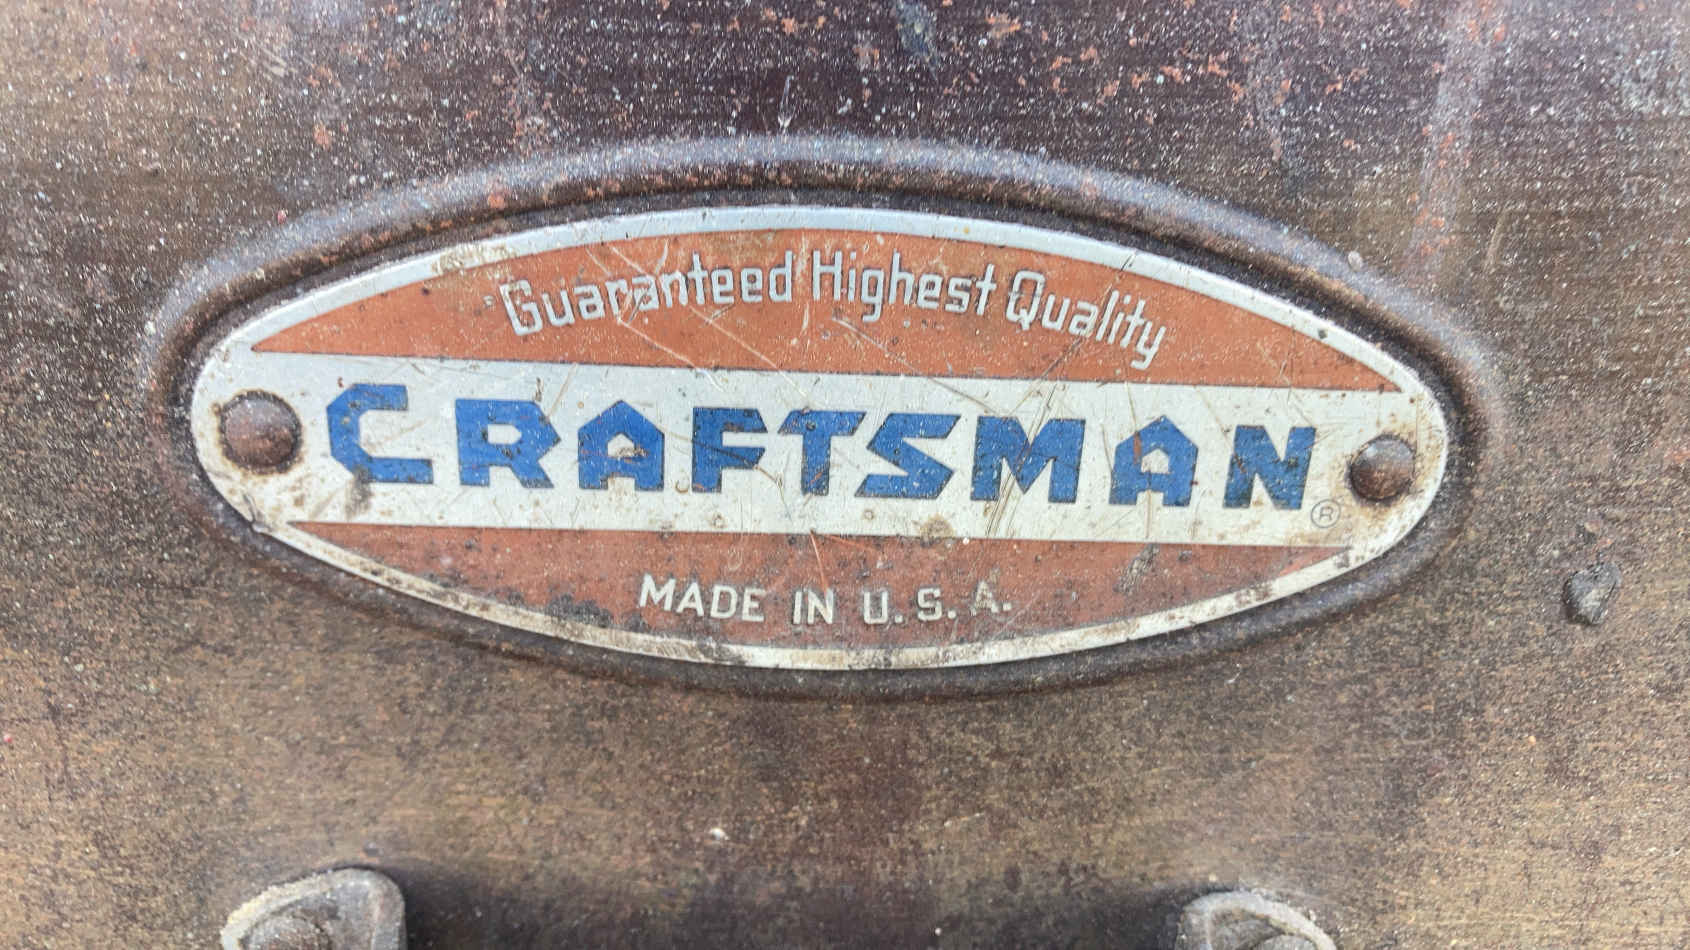 Guaranteed Highest Quality
CRAFTSMAN®
MADE IN U.S.A.